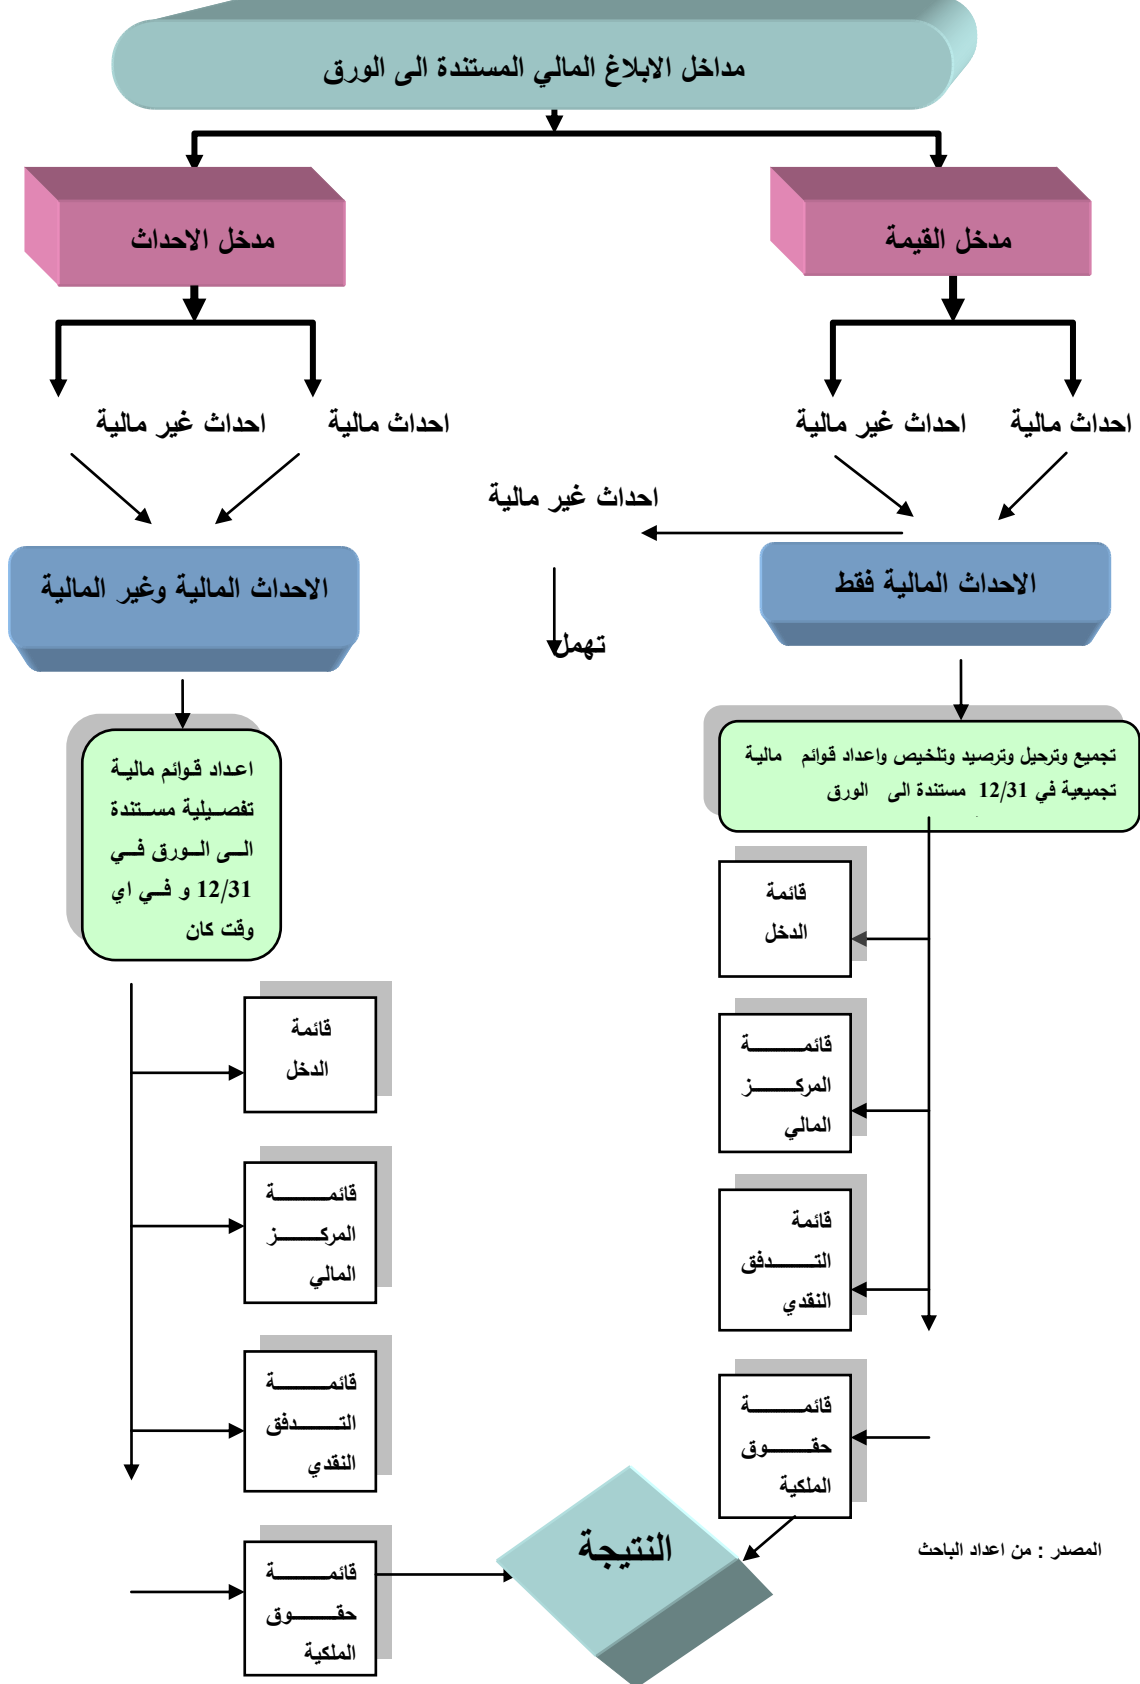 مداخل الابلاغ المالي المستندة الى الورق
مدخل القيمة
مدخل الاحداث
احداث مالية
احداث غير مالية
احداث مالية
احداث غير مالية
احداث غير مالية
تهمل
الاحداث المالية فقط
الاحداث المالية وغير المالية
تجميع وترحيل وترصيد وتلخيص واعداد قوائم مالية
تجميعية في 12/31 مستندة الى الورق
اعداد قوائم مالية
تفصيلية مستندة
الى الورق في
12/31 و في اي
وقت كان
قائمة
الدخل
قائمة
المركز
المالي
قائمة
التدفق
النقدي
قائمة
حقوق
الملكية
قائمة
الدخل
قائمة
المركز
المالي
قائمة
التدفق
النقدي
قائمة
حقوق
الملكية
النتيجة
المصدر : من اعداد الباحث